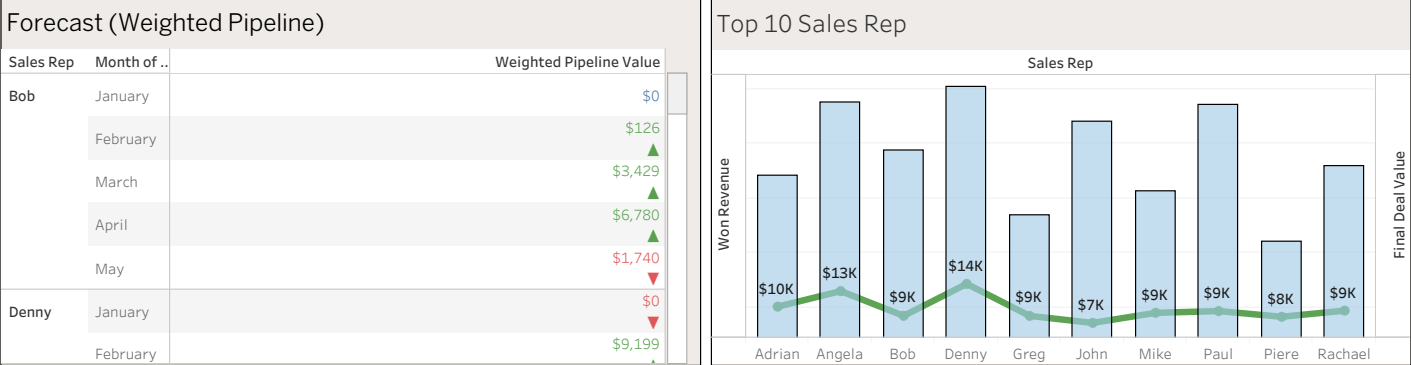 Forecast (Weighted Pipeline)
Sales Rep Month of .. Weighted Pipeline Value
Bob January $0
February $126
▲
March $3,429
▲
April $6,780
▲
May $1,740
▼
Denny January $0
▼
February $9,199
Top 10 Sales Rep
Sales Rep
Won Revenue
$10K $13K $9K $14K $9K $7K $9K $9K $8K $9K
Final Deal Value
Adrian Angela Bob Denny Greg John Mike Paul Piere Rachael